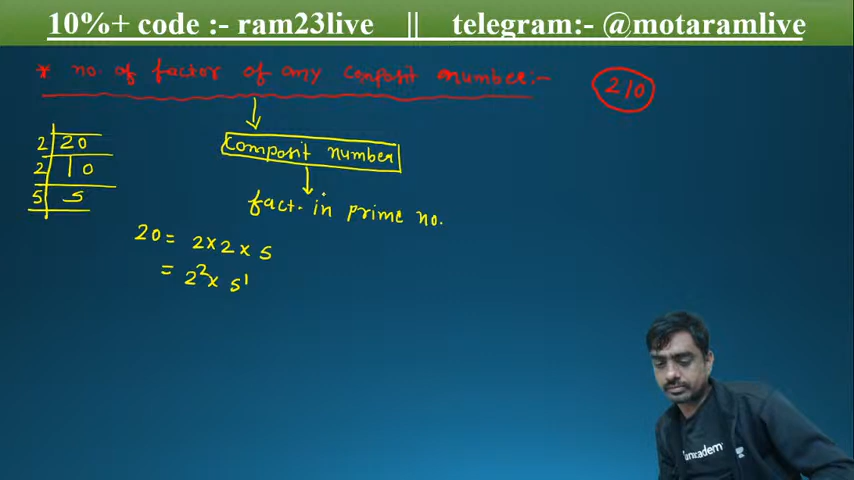 10%+ code :- ram23live || telegram:- @motaramlive
* no. of factor of any composit number:-
210
2 20
2 10
5 5
composit number
fact. in prime no.
20 = 2 x 2 x 5
= 2² x 5¹
unacademy